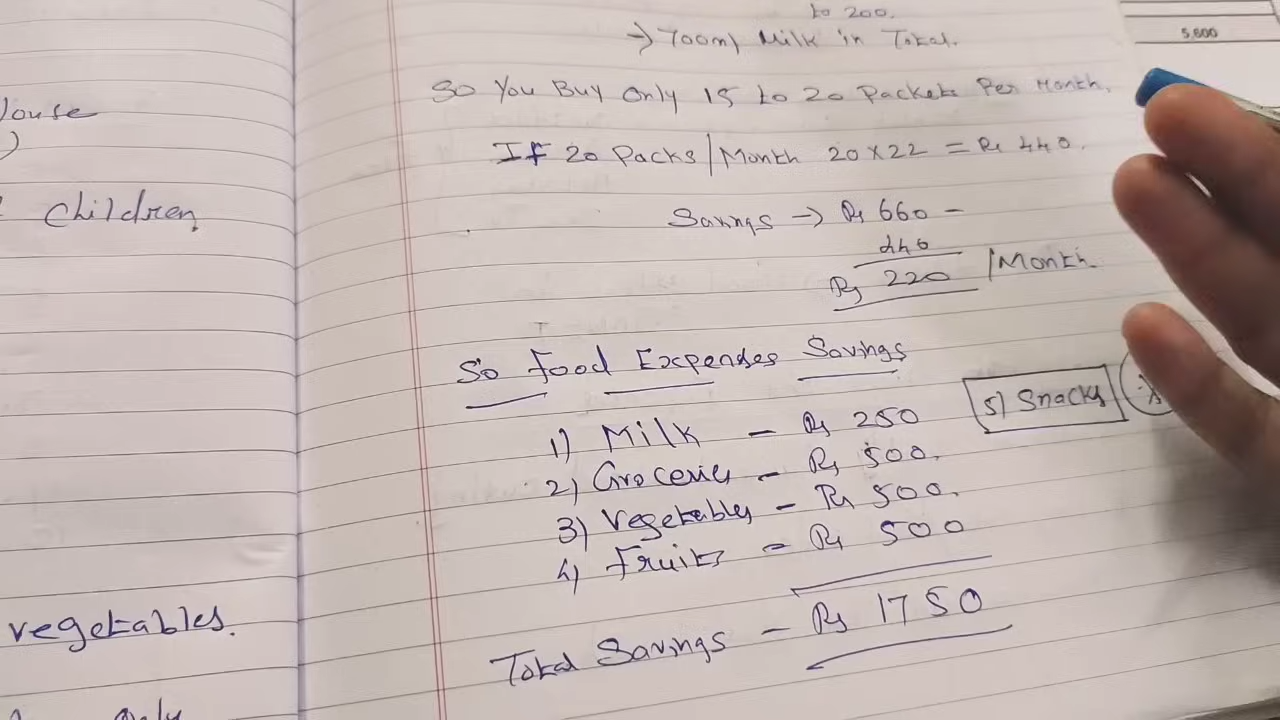 to 200.
→ 700ml Milk in Total.
5,600
So You Buy Only 15 to 20 Packets Per Month.
If 20 Packs/Month 20 x 22 = Rs 440.
Savings → Rs 660 -
440
Rs 220 /Month.
So Food Expenses Savings
5) Snacks
1) Milk - Rs 250
2) Groceries - Rs 500.
3) Vegetables - Rs 500.
4) Fruits - Rs 500
Total Savings - Rs 1750
Children
vegetables.
only